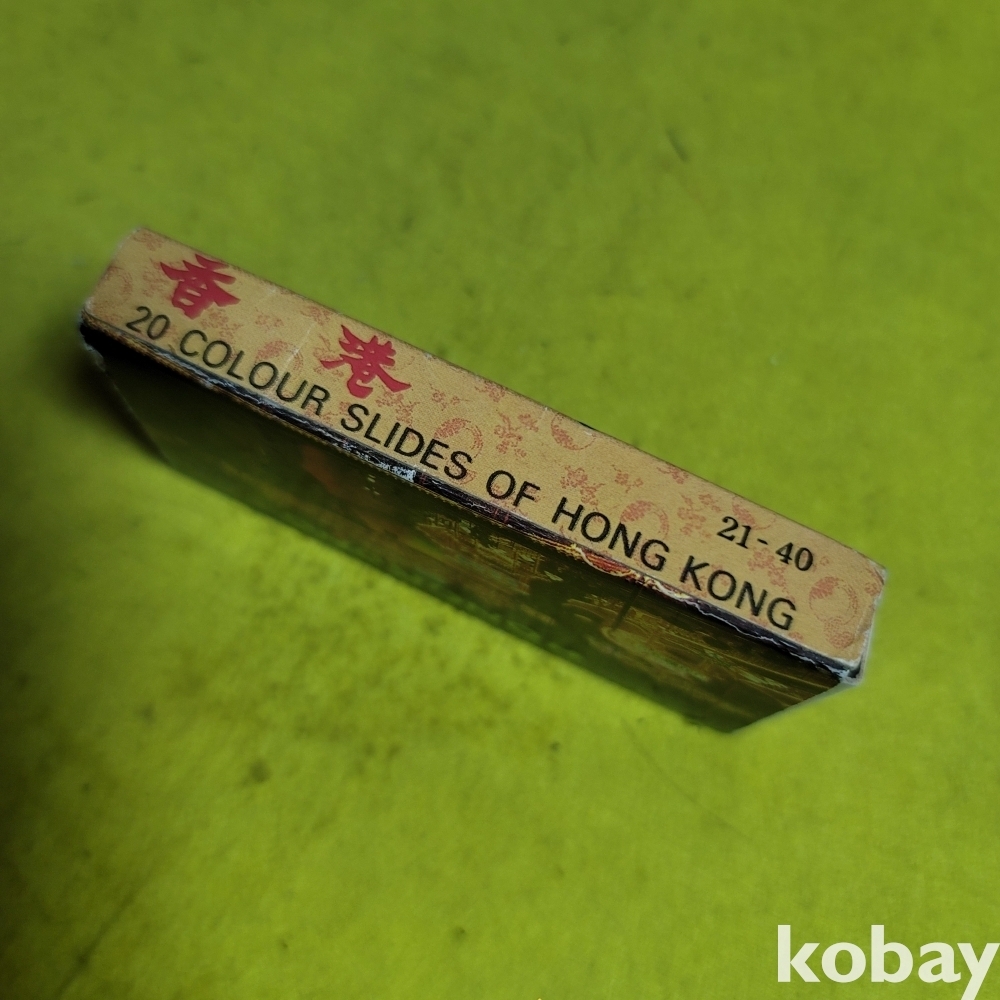 香港
21-40
20 COLOUR SLIDES OF HONG KONG
kobay